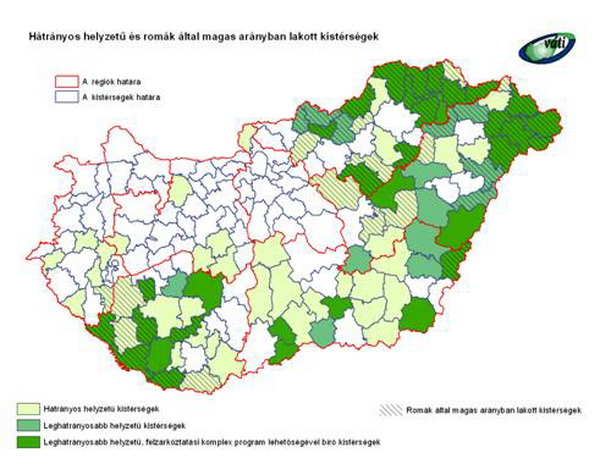 Hátrányos helyzetű és romák által magas arányban lakott kistérségek
váti
A régiók határa
A kistérségek határa
Hátrányos helyzetű kistérségek
Leghátrányosabb helyzetű kistérségek
Leghátrányosabb helyzetű, felzárkóztatási komplex program lehetőségével bíró kistérségek
Romák által magas arányban lakott kistérségek